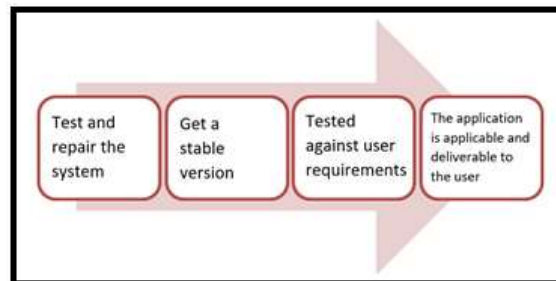 Test and
repair the
system
Get a
stable
version
Tested
against user
requirements
The application
is applicable and
deliverable to
the user